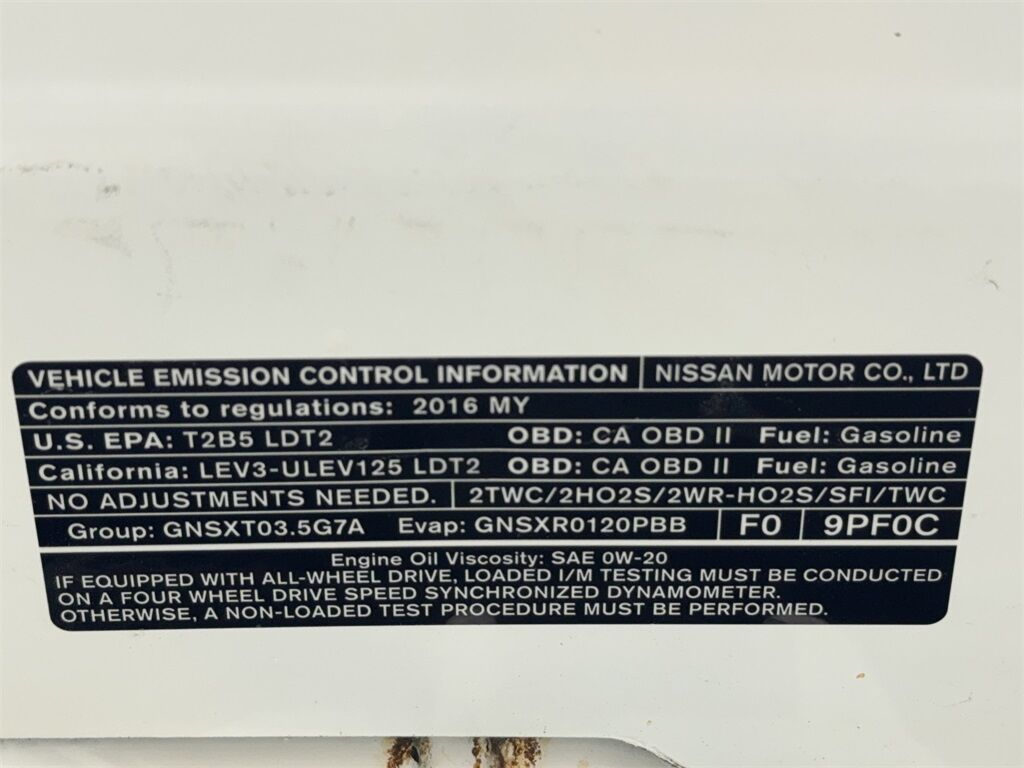 VEHICLE EMISSION CONTROL INFORMATION NISSAN MOTOR CO., LTD
Conforms to regulations: 2016 MY
U.S. EPA: T2B5 LDT2 OBD: CA OBD II Fuel: Gasoline
California: LEV3-ULEV125 LDT2 OBD: CA OBD II Fuel: Gasoline
NO ADJUSTMENTS NEEDED. 2TWC/2HO2S/2WR-HO2S/SFI/TWC
Group: GNSXT03.5G7A Evap: GNSXR0120PBB F0 9PF0C
Engine Oil Viscosity: SAE 0W-20
IF EQUIPPED WITH ALL-WHEEL DRIVE, LOADED I/M TESTING MUST BE CONDUCTED
ON A FOUR WHEEL DRIVE SPEED SYNCHRONIZED DYNAMOMETER.
OTHERWISE, A NON-LOADED TEST PROCEDURE MUST BE PERFORMED.